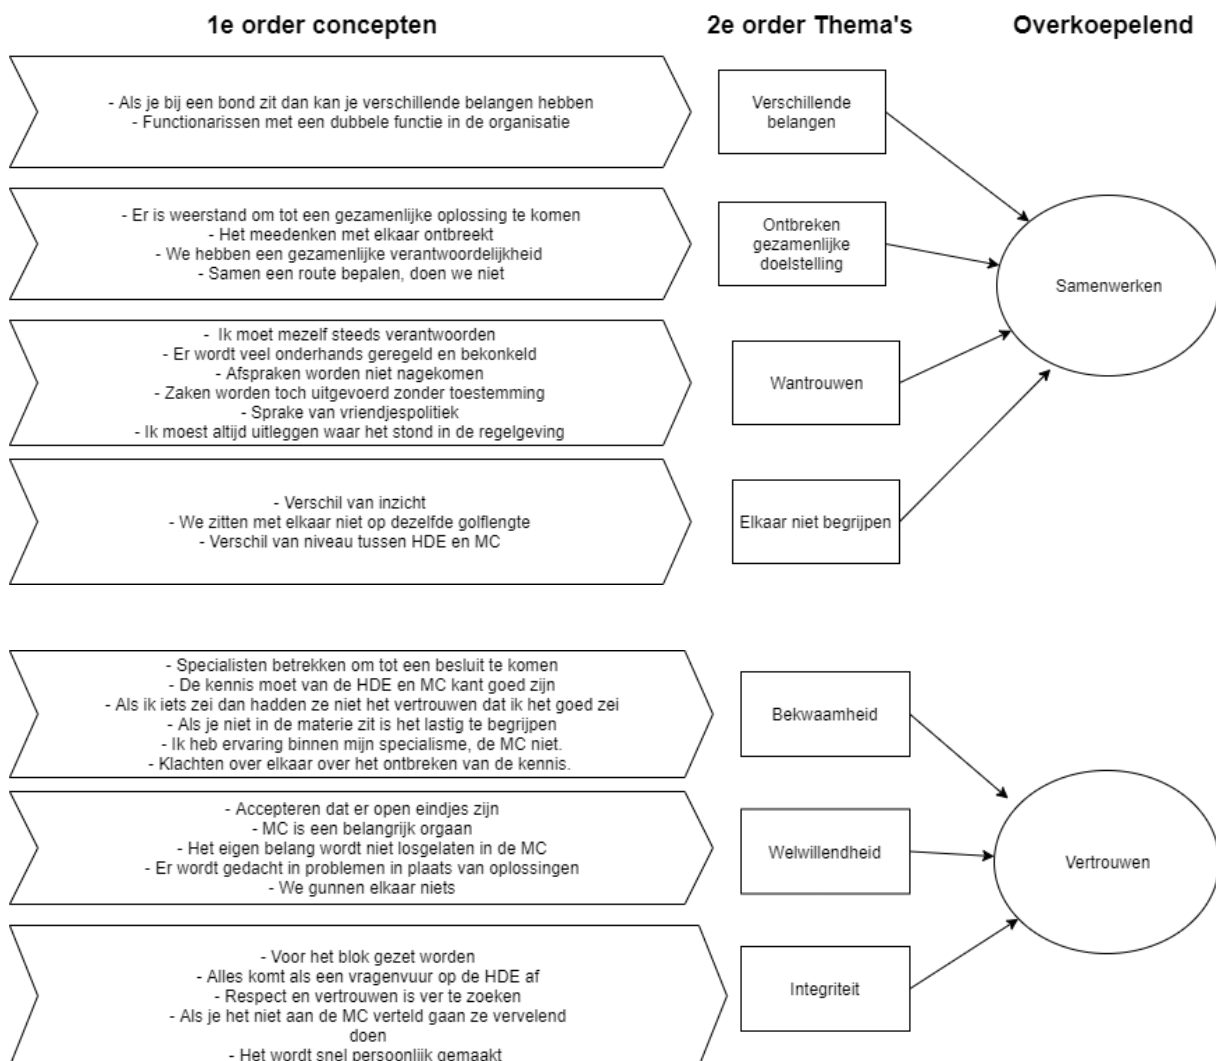 1e order concepten
2e order Thema's
Overkoepelend
- Als je bij een bond zit dan kan je verschillende belangen hebben
- Functionarissen met een dubbele functie in de organisatie
Verschillende
belangen
- Er is weerstand om tot een gezamenlijke oplossing te komen
- Het meedenken met elkaar ontbreekt
- We hebben een gezamenlijke verantwoordelijkheid
- Samen een route bepalen, doen we niet
Ontbreken
gezamenlijke
doelstelling
Samenwerken
- Ik moet mezelf steeds verantwoorden
- Er wordt veel onderhands geregeld en bekonkeld
- Afspraken worden niet nagekomen
- Zaken worden toch uitgevoerd zonder toestemming
- Sprake van vriendjespolitiek
- Ik moest altijd uitleggen waar het stond in de regelgeving
Wantrouwen
- Verschil van inzicht
- We zitten met elkaar niet op dezelfde golflengte
- Verschil van niveau tussen HDE en MC
Elkaar niet begrijpen
- Specialisten betrekken om tot een besluit te komen
- De kennis moet van de HDE en MC kant goed zijn
- Als ik iets zei dan hadden ze niet het vertrouwen dat ik het goed zei
- Als je niet in de materie zit is het lastig te begrijpen
- Ik heb ervaring binnen mijn specialisme, de MC niet.
- Klachten over elkaar over het ontbreken van de kennis.
Bekwaamheid
- Accepteren dat er open eindjes zijn
- MC is een belangrijk orgaan
- Het eigen belang wordt niet losgelaten in de MC
- Er wordt gedacht in problemen in plaats van oplossingen
- We gunnen elkaar niets
Welwillendheid
Vertrouwen
- Voor het blok gezet worden
- Alles komt als een vragenvuur op de HDE af
- Respect en vertrouwen is ver te zoeken
- Als je het niet aan de MC verteld gaan ze vervelend
doen
- Het wordt snel persoonlijk gemaakt
Integriteit